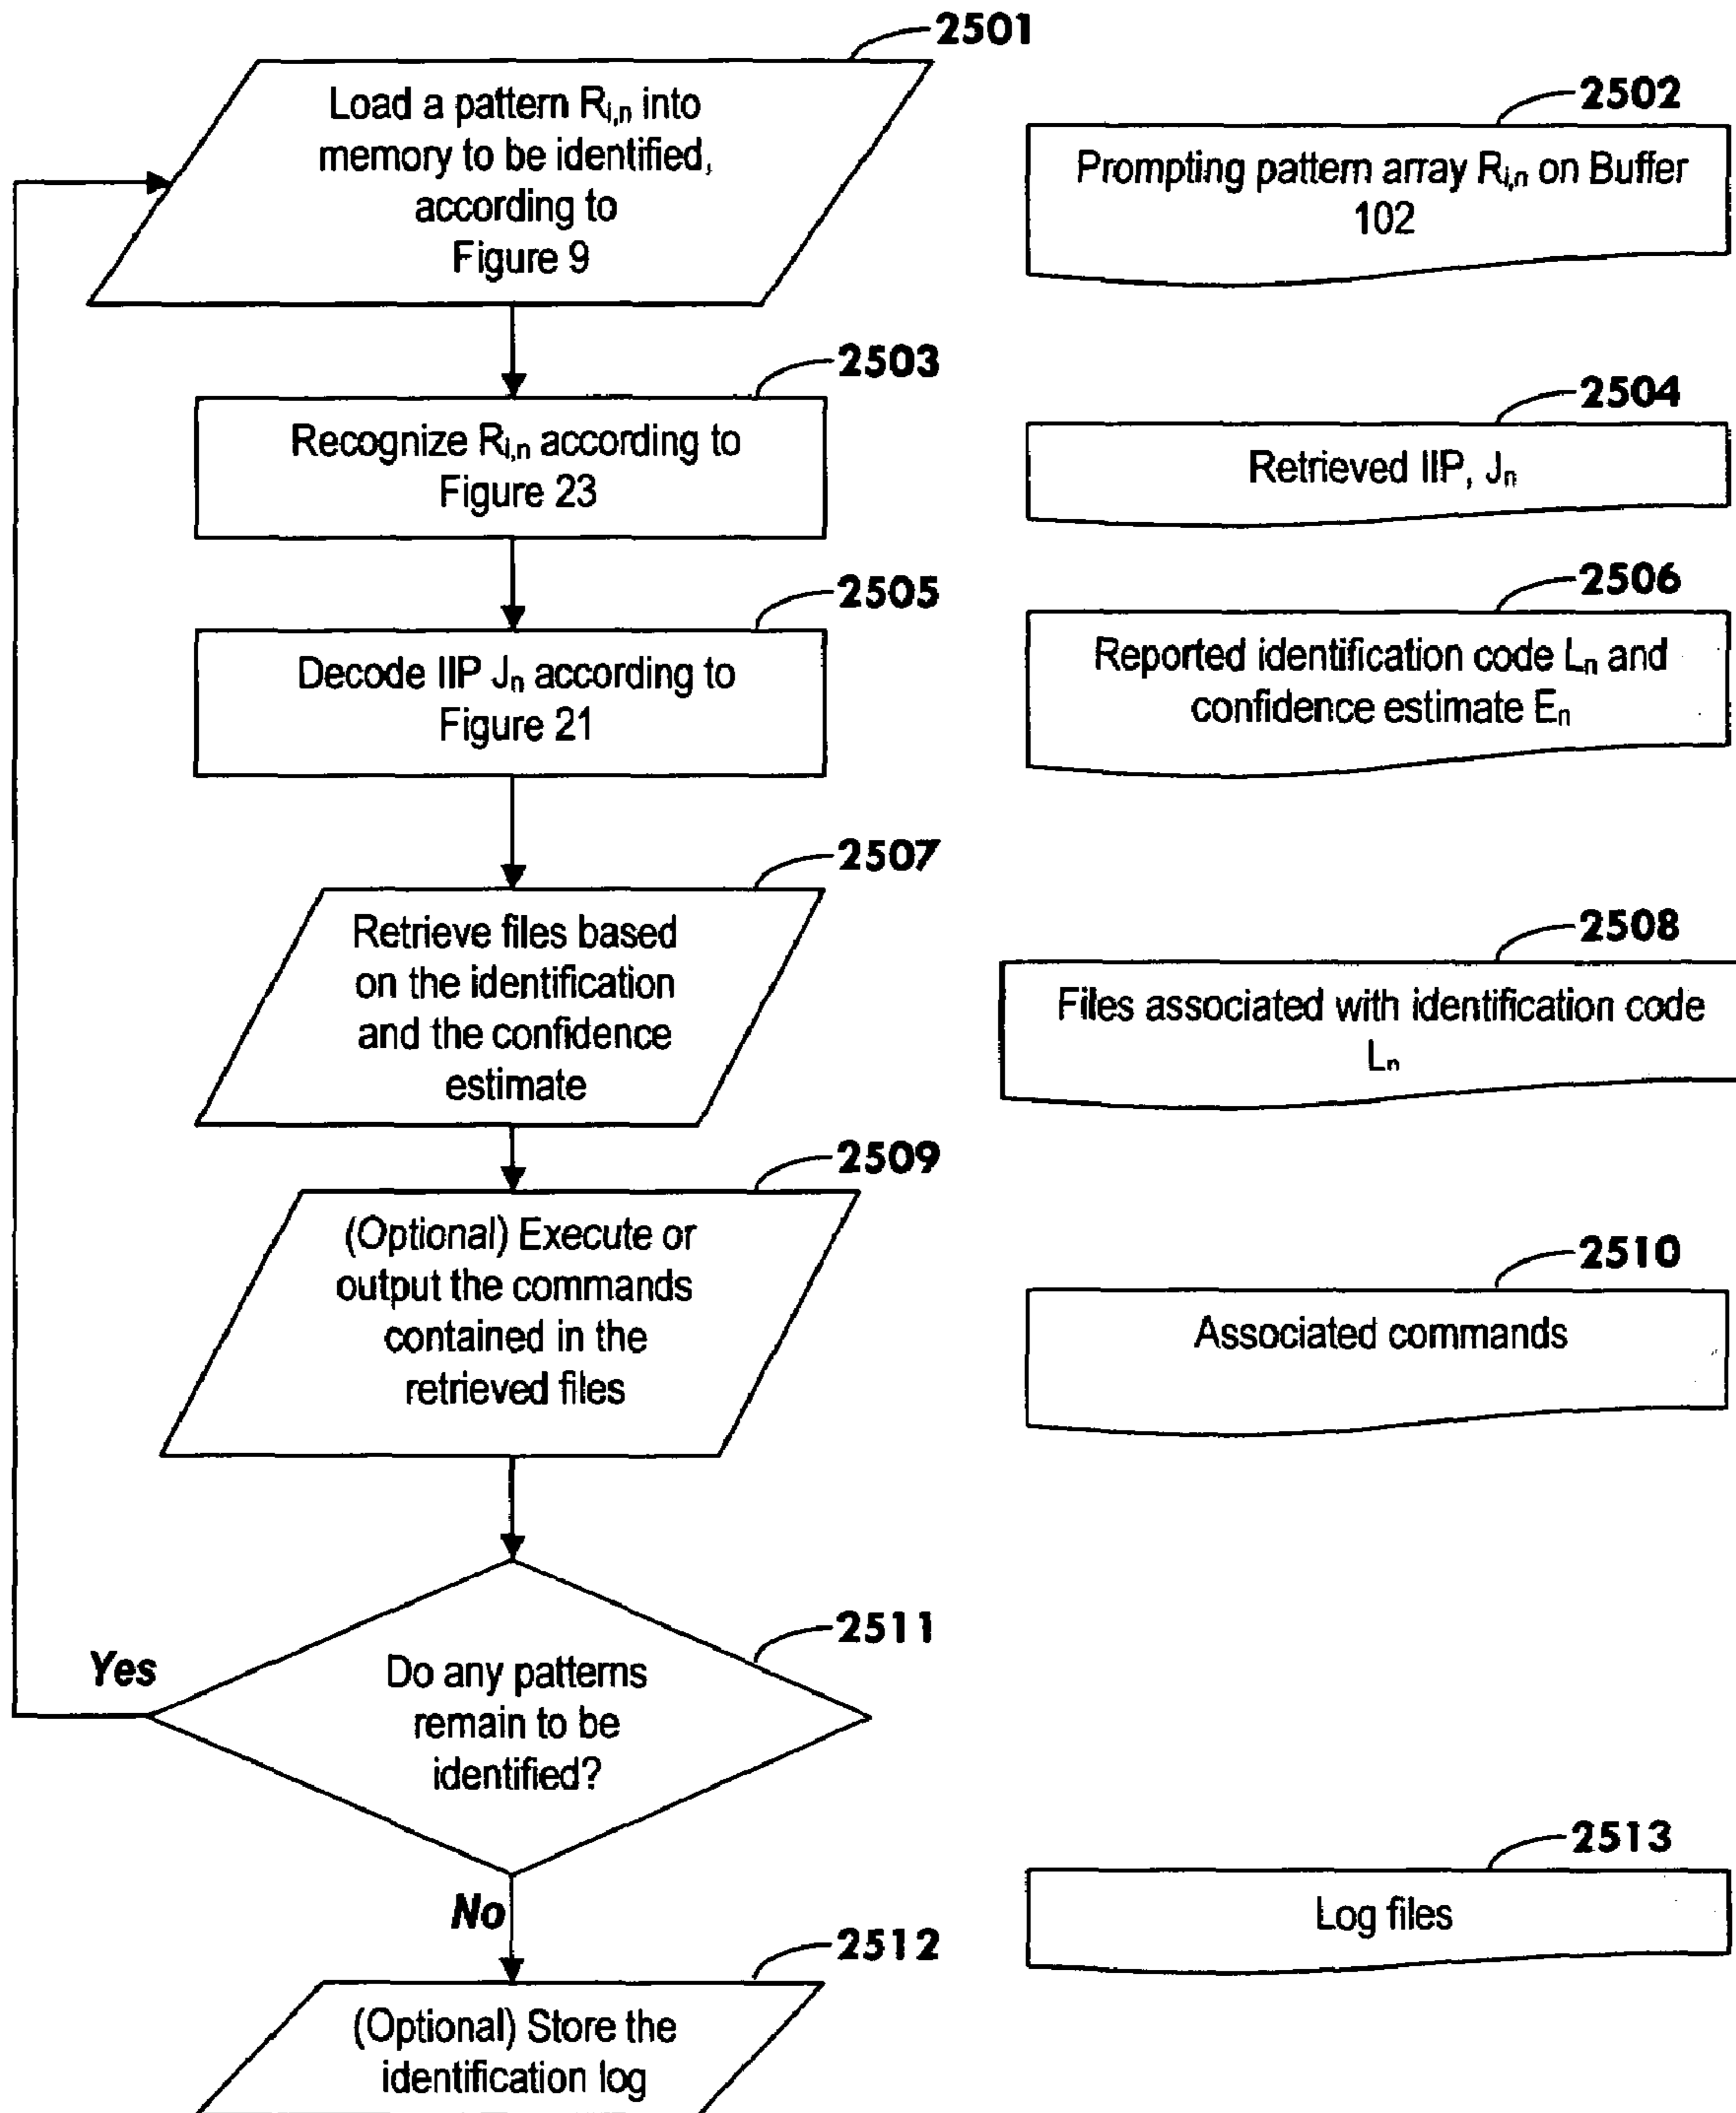 2501
Load a pattern Ri,n into
memory to be identified,
according to
Figure 9
2502
Prompting pattern array Ri,n on Buffer
102
2503
Recognize Ri,n according to
Figure 23
2504
Retrieved IIP, Jn
2505
Decode IIP Jn according to
Figure 21
2506
Reported identification code Ln and
confidence estimate En
2507
Retrieve files based
on the identification
and the confidence
estimate
2508
Files associated with identification code
Ln
2509
(Optional) Execute or
output the commands
contained in the
retrieved files
2510
Associated commands
2511
Yes
Do any patterns
remain to be
identified?
No
2512
(Optional) Store the
identification log
2513
Log files